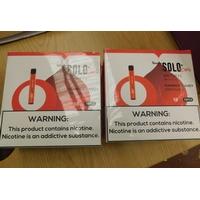 SOLO
WARNING:
This product contains nicotine.
Nicotine is an addictive substance.
SOLO
WARNING:
This product contains nicotine.
Nicotine is an addictive substance.